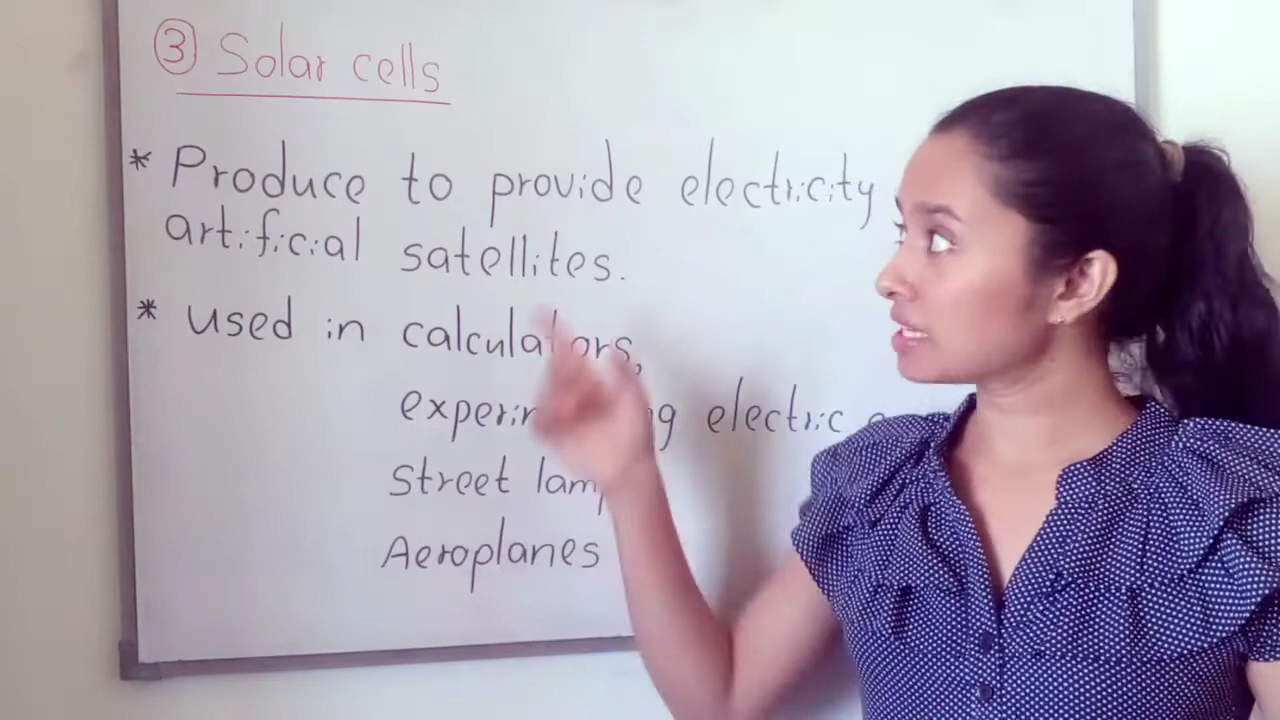 ③ Solar cells
* Produce to provide electricity
artificial satellites.
* used in calculators,
electric
street
Aeroplanes